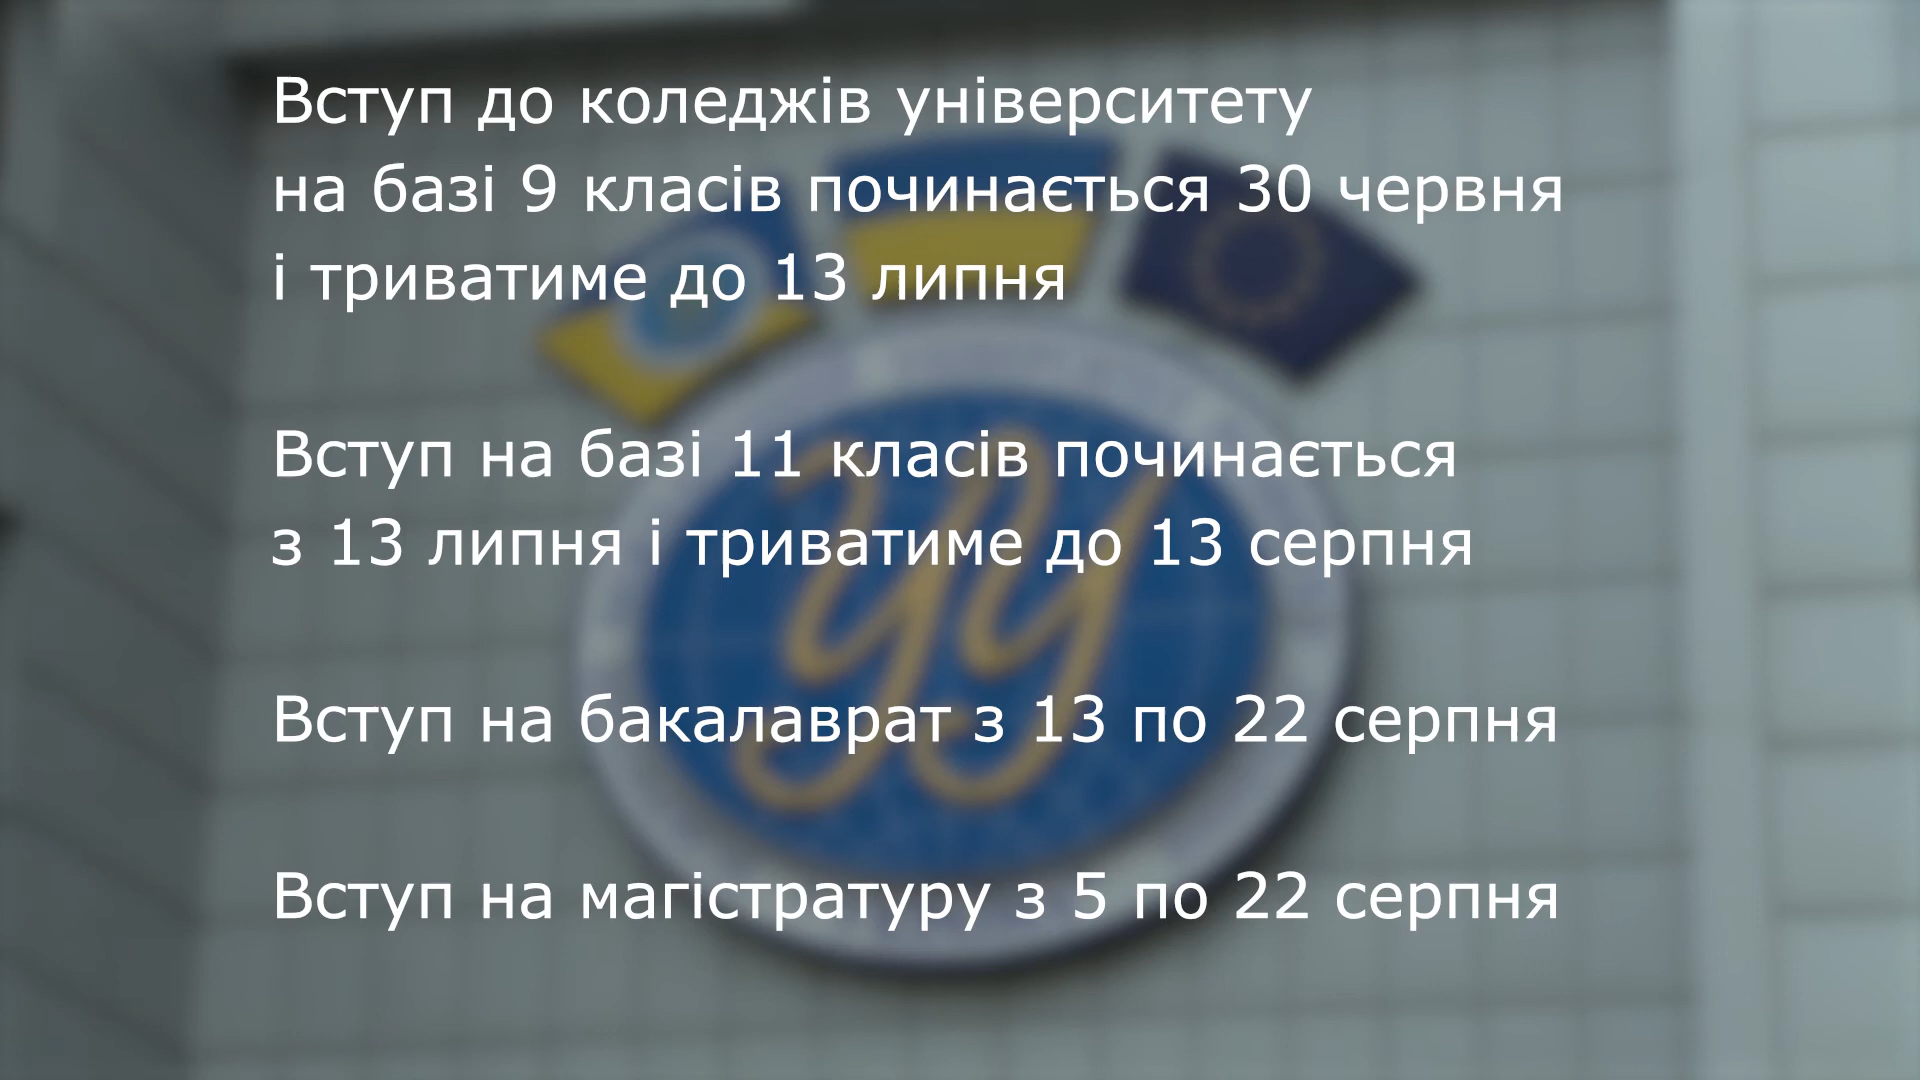 Вступ до коледжів університету
на базі 9 класів починається 30 червня
і триватиме до 13 липня
Вступ на базі 11 класів починається
з 13 липня і триватиме до 13 серпня
Вступ на бакалаврат з 13 по 22 серпня
Вступ на магістратуру з 5 по 22 серпня